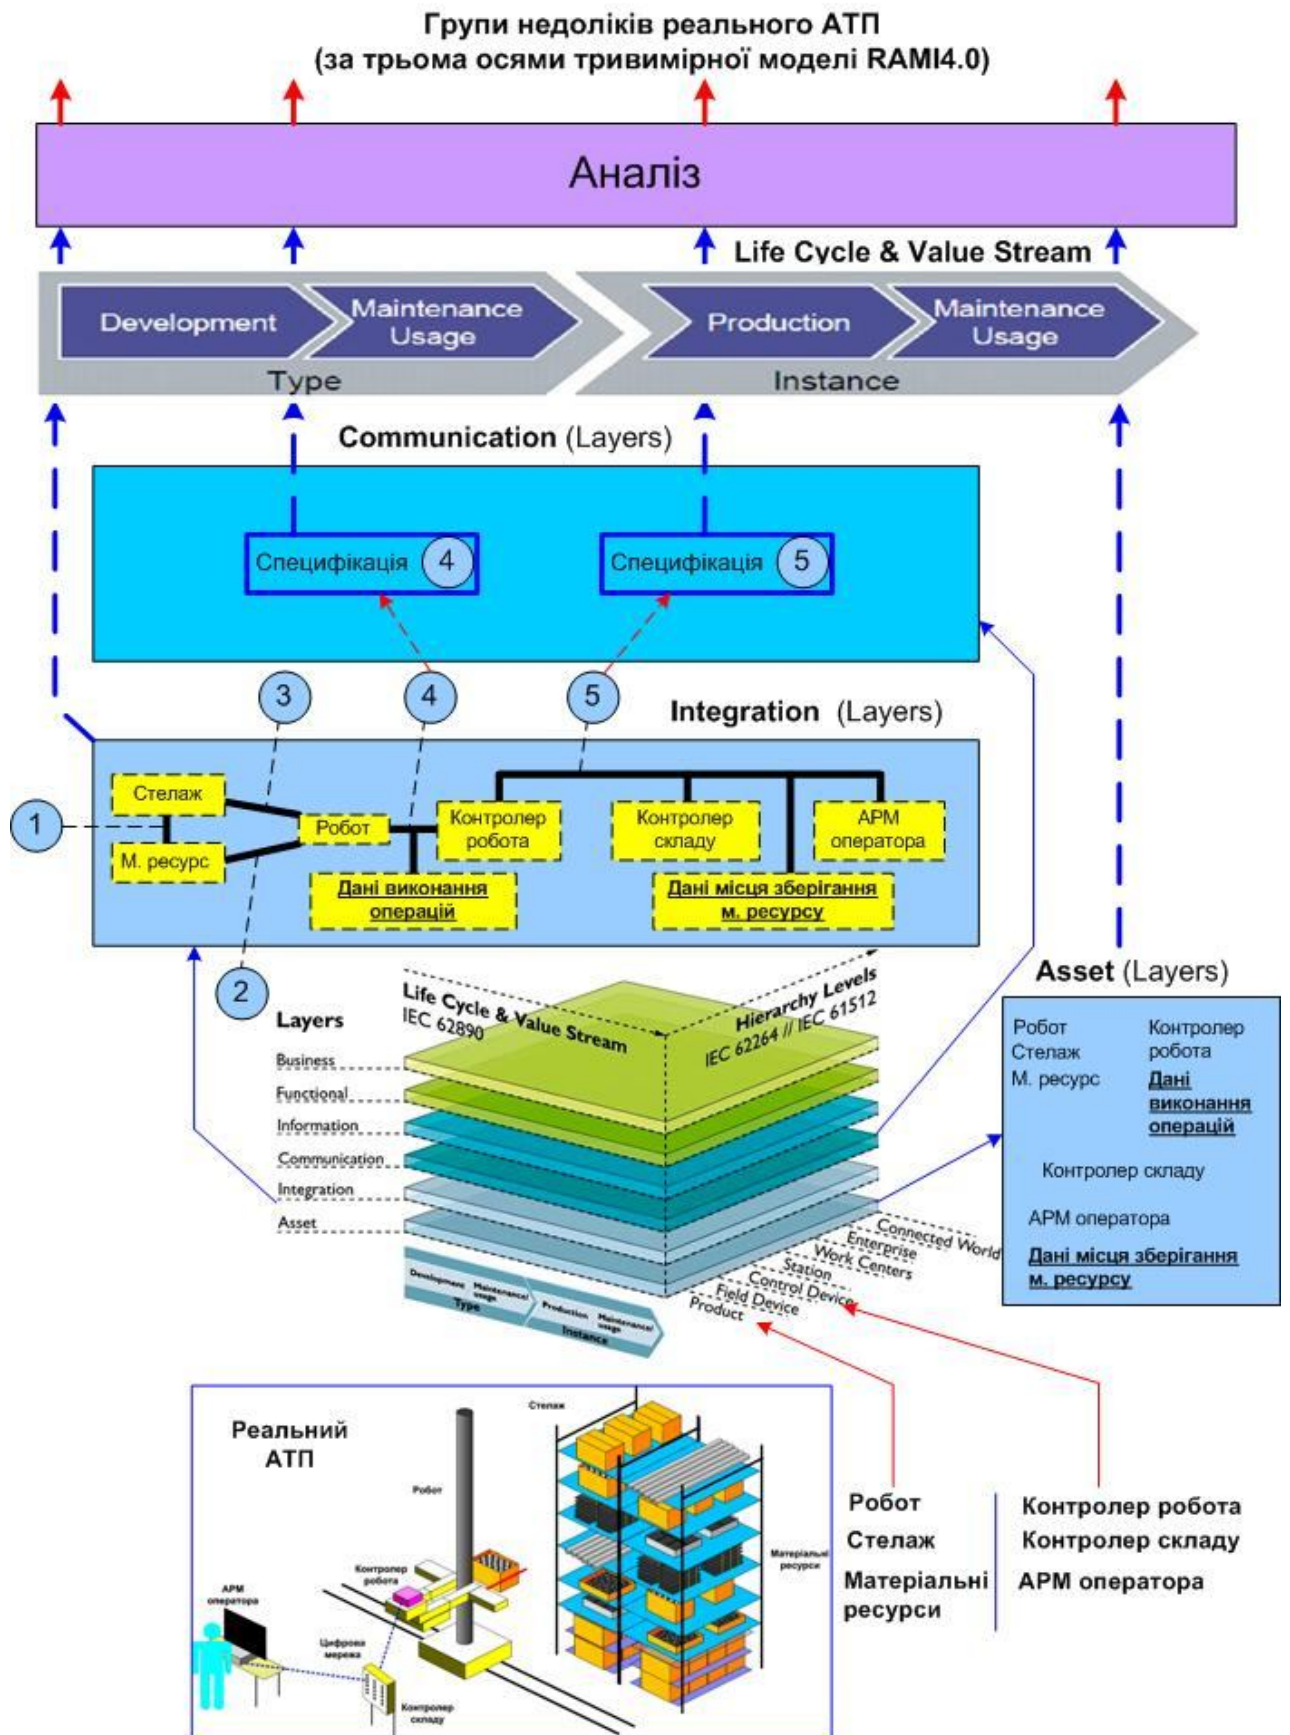 Групи недоліків реального АТП
(за трьома осями тривимірної моделі RAMI4.0)
Аналіз
Life Cycle & Value Stream
Development
Maintenance
Usage
Production
Maintenance
Usage
Type
Instance
Communication (Layers)
Специфікація 4
Специфікація 5
3
4
5
Integration (Layers)
1
Стелаж
М. ресурс
Робот
Контролер
робота
Контролер
складу
АРМ
оператора
Дані виконання
операцій
Дані місця зберігання
м. ресурсу
2
Asset (Layers)
Робот
Стелаж
М. ресурс
Контролер
робота
Дані
виконання
операцій
Контролер складу
АРМ оператора
Дані місця зберігання
м. ресурсу
Layers
Life Cycle & Value Stream
IEC 62890
Hierarchy Levels
IEC 62264 // IEC 61512
Business
Functional
Information
Communication
Integration
Asset
Connected World
Enterprise
Work Centers
Station
Control Device
Field Device
Product
Development
Maintenance/
usage
Production
Maintenance/
usage
Type
Instance
Реальний
АТП
Стелаж
Робот
Контролер
робота
Матеріальні
ресурси
АРМ
оператора
Цифрова
мережа
Контролер
складу
Робот
Стелаж
Матеріальні
ресурси
Контролер робота
Контролер складу
АРМ оператора